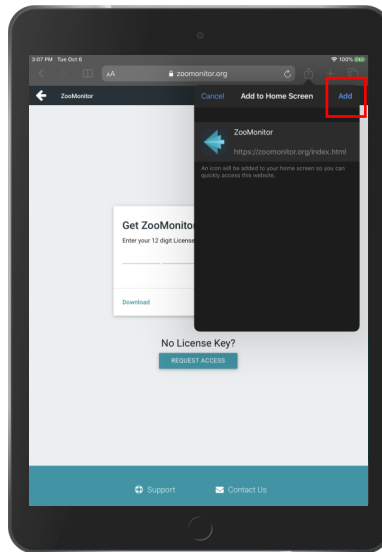 3:07 PM Tue Oct 6
100%
AA
zoomonitor.org
ZooMonitor
Cancel
Add to Home Screen
Add
ZooMonitor
https://zoomonitor.org/index.html
An icon will be added to your home screen so you can
quickly access this website.
Get ZooMonito
Enter your 12 digit License
Download
No License Key?
REQUEST ACCESS
Support
Contact Us